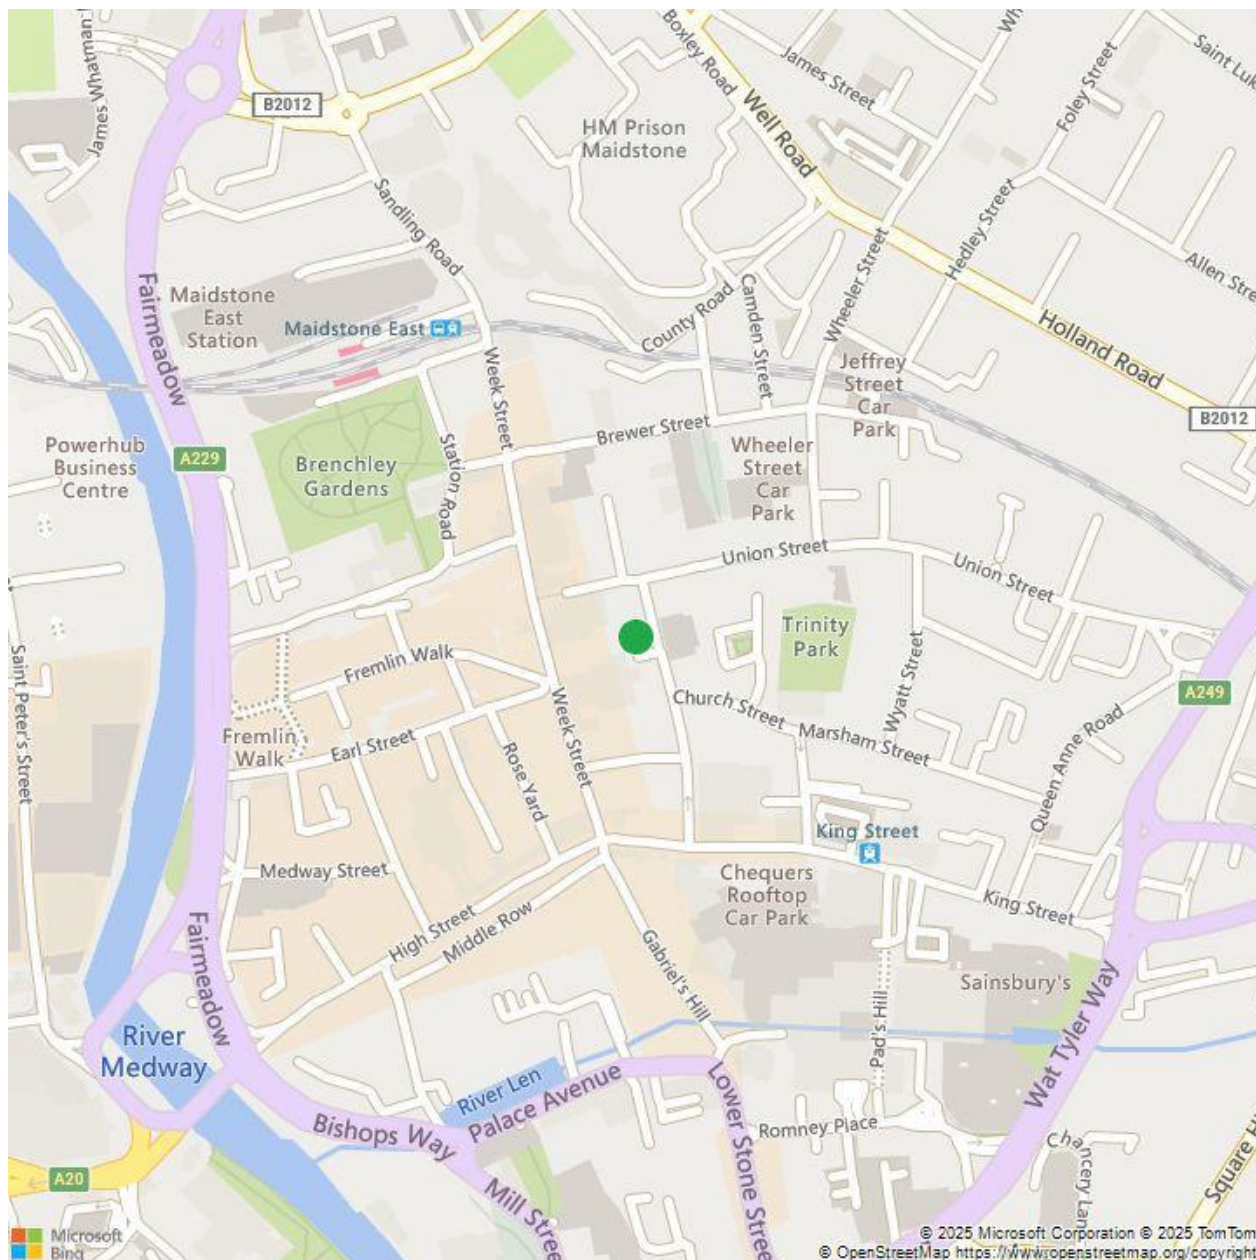 James Whatman
B2012
Boxley Road
Well Road
James Street
Foley Street
Saint Luk
HM Prison
Maidstone
Sandling Road
Fairmeadow
Maidstone
East
Station
Maidstone East
Week Street
County Road
Camden Street
Wheeler Street
Hedley Street
Allen Stre
Holland Road
Jeffrey
Street
Car
Park
B2012
Powerhub
Business
Centre
A229
Brenchley
Gardens
Station Road
Brewer Street
Wheeler
Street
Car
Park
Union Street
Union Street
Trinity
Park
Wyatt Street
A249
Saint Peter's Street
Fremlin Walk
Fremlin
Walk
Earl Street
Rose Yard
Week Street
Church Street
Marsham Street
Queen Anne Road
King Street
Medway Street
High Street
Middle Row
Chequers
Rooftop
Car Park
King Street
Gabriel's Hill
Sainsbury's
Pad's Hill
Wat Tyler Way
Fairmeadow
River
Medway
River Len
Palace Avenue
Bishops Way
Lower Stone Stree
Romney Place
Chancery Lan
Square H
A20
Mill Stree
Microsoft
Bing
© 2025 Microsoft Corporation © 2025 TomTom
© OpenStreetMap https://www.openstreetmap.org/copyrigh